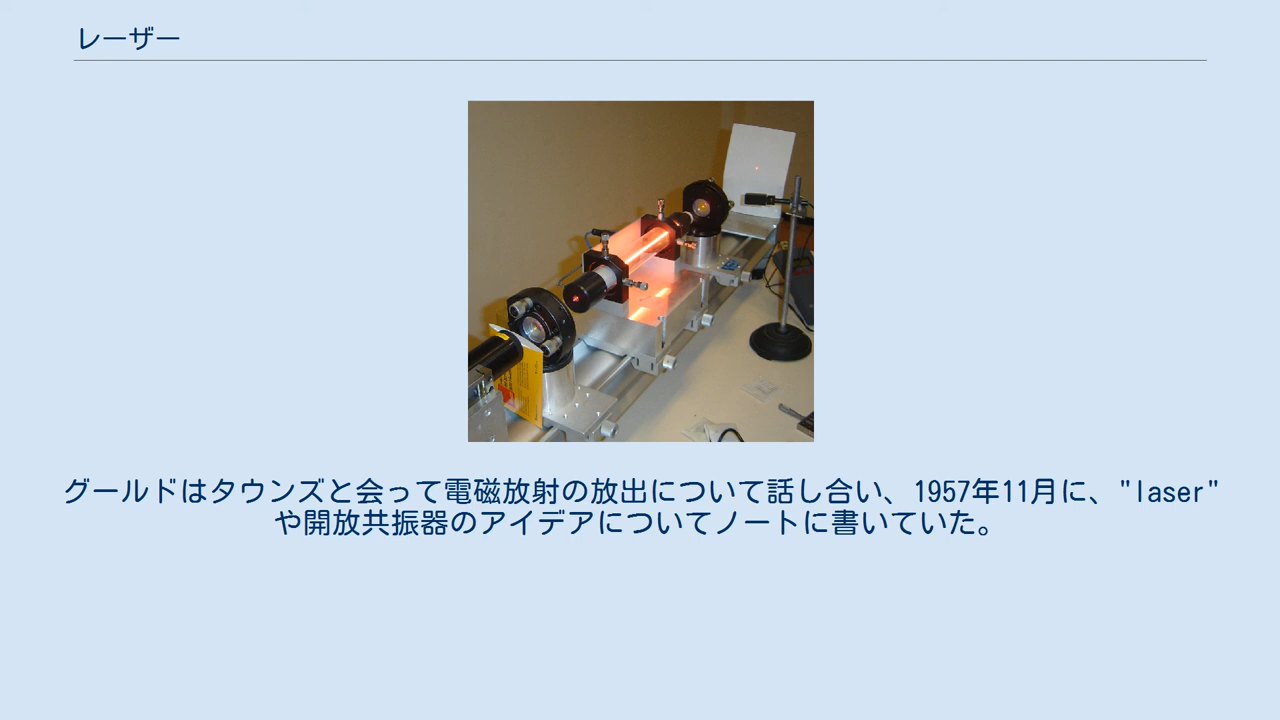 レーザー
グールドはタウンズと会って電磁放射の放出について話し合い、1957年11月に、"laser"
や開放共振器のアイデアについてノートに書いていた。